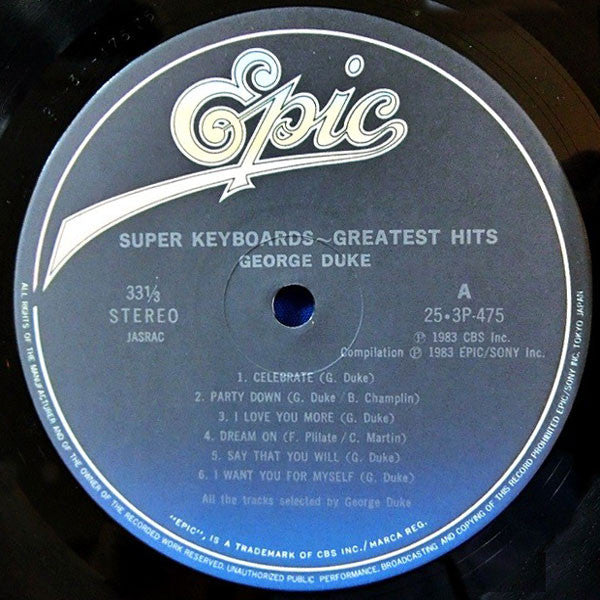 Epic
SUPER KEYBOARDS~GREATEST HITS
GEORGE DUKE
33⅓
STEREO
JASRAC
A
25•3P-475
Ⓟ 1983 CBS Inc.
Compilation Ⓟ 1983 EPIC/SONY Inc.
1. CELEBRATE (G. Duke)
2. PARTY DOWN (G. Duke/B. Champlin)
3. I LOVE YOU MORE (G. Duke)
4. DREAM ON (F. Plilate/C. Martin)
5. SAY THAT YOU WILL (G. Duke)
6. I WANT YOU FOR MYSELF (G. Duke)
All the tracks selected by George Duke
"EPIC", IS A TRADEMARK OF CBS INC./MARCA REG.
ALL RIGHTS OF THE MANUFACTURER AND OF THE OWNER OF THE RECORDED WORK RESERVED. UNAUTHORIZED PUBLIC PERFORMANCE, BROADCASTING AND COPYING OF THIS RECORD PROHIBITED EPIC/SONY INC. TOKYO JAPAN